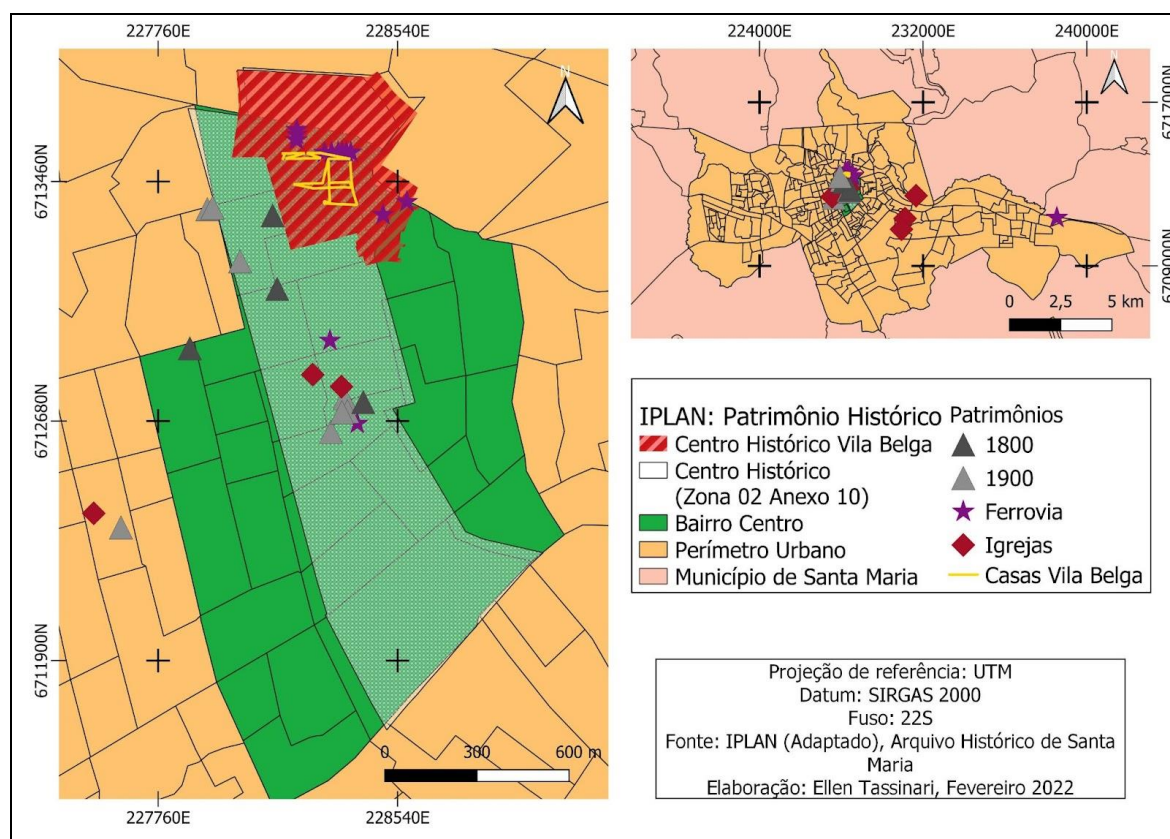 227760E
228540E
N
6713460N
6712680N
6711900N
0
300
600 m
227760E
228540E
224000E
232000E
240000E
N
6717000N
6709000N
0
2,5
5 km
IPLAN: Patrimônio Histórico
Centro Histórico Vila Belga
Centro Histórico
(Zona 02 Anexo 10)
Bairro Centro
Perímetro Urbano
Município de Santa Maria
Patrimônios
1800
1900
Ferrovia
Igrejas
Casas Vila Belga
Projeção de referência: UTM
Datum: SIRGAS 2000
Fuso: 22S
Fonte: IPLAN (Adaptado), Arquivo Histórico de Santa
Maria
Elaboração: Ellen Tassinari, Fevereiro 2022